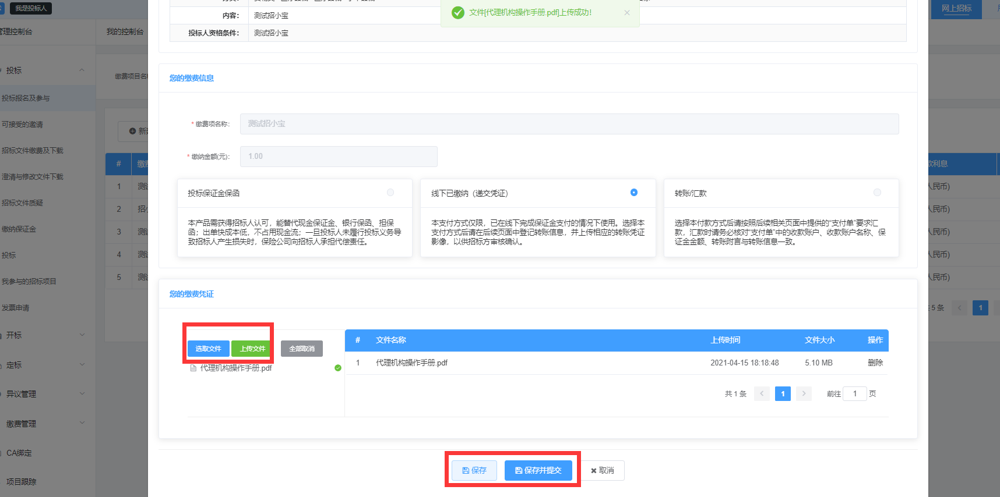 我是投标人
文件[代理机构操作手册.pdf]上传成功!
网上招标
内容：
测试招小宝
投标人资格条件：
测试招小宝
管理控制台
我的控制台
投标
投标报名及参与
可接受的邀请
招标文件缴费及下载
澄清与修改文件下载
招标文件质疑
缴纳保证金
投标
我参与的招标项目
发票申请
开标
定标
异议管理
缴费管理
CA绑定
项目跟踪
缴费项目名称
新建
# 缴费
1 测试
2 招小
3 测试
4 测试
5 测试
款利息
人民币)
人民币)
人民币)
人民币)
人民币)
共 5 条
1
您的缴费信息
* 缴费项名称：
测试招小宝
* 缴纳金额(元)：
1.00
投标保证金保函
本产品需获得招标人认可，能替代现金保证金、银行保函、担保
函；出单快成本低，不占用现金流；一旦投标人未履行投标义务导
致招标人产生损失时，保险公司向招标人承担代偿责任。
线下已缴纳（递交凭证）
本支付方式仅限，已在线下完成保证金支付的情况下使用。选择本
支付方式后请在后续页面中登记转账信息，并上传相应的转账凭证
影像，以供招标方审核确认。
转账/汇款
选择本付款方式后请按照后续相关页面中提供的“支付单”要求汇
款，汇款时请务必核对“支付单”中的收款账户、收款账户名称、保
证金金额、转账附言与转账信息一致。
您的缴费凭证
选取文件 上传文件 全部取消
代理机构操作手册.pdf
# 文件名称 上传时间 文件大小 操作
1 代理机构操作手册.pdf 2021-04-15 18:18:48 5.10 MB 删除
共 1 条 1 前往 1 页
保存 保存并提交 取消